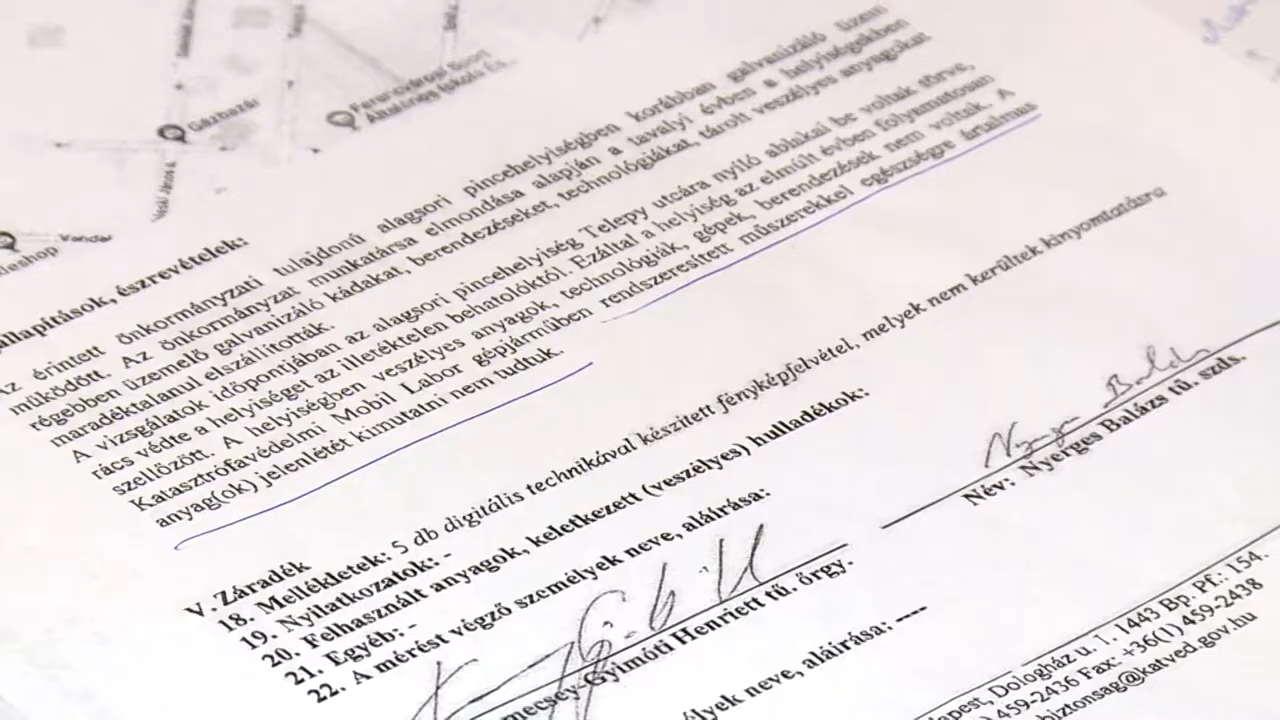 Gázbazár
Ferencvárosi Sport
Általános Iskola És
Vandel
állapítások, észrevételek:
Az érintett önkormányzati tulajdonú alagsori pincehelyiségben korábban galvanizáló üzem
működött. Az önkormányzat munkatársa elmondása alapján a tavalyi évben a helyiségekben
régebben üzemelő galvanizáló kádakat, berendezéseket, technológiákat, tárolt veszélyes anyagokat
maradéktalanul elszállították.
A vizsgálatok időpontjában az alagsori pincehelyiség Telepy utcára nyíló ablakai be voltak törve,
rács védte a helyiséget az illetéktelen behatolóktól. Ezáltal a helyiség az elmúlt évben folyamatosan
szellőzött. A helyiségben veszélyes anyagok, technológiák, gépek, berendezések nem voltak. A
Katasztrófavédelmi Mobil Labor gépjárműben rendszeresített műszerekkel egészségre ártalmas
anyag(ok) jelenlétét kimutatni nem tudtuk.
V. Záradék
18. Mellékletek: 5 db digitális technikával készített fényképfelvétel, melyek nem kerültek kinyomtatásra
19. Nyilatkozatok: -
20. Felhasznált anyagok, keletkezett (veszélyes) hulladékok:
21. Egyéb: -
22. A mérést végző személyek neve, aláírása:
Név: Nyerges Balázs tű. szds.
mecsey-Gyimóti Henriett tű. őrgy.
lyek neve, aláírása: ----
apest, Dologház u. 1. 1443 Bp. Pf.: 154.
459-2436 Fax: +36(1) 459-2438
biztonsag@katved.gov.hu